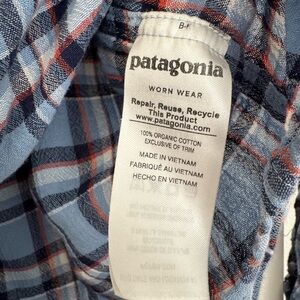 patagonia
WORN WEAR
Repair, Reuse, Recycle
This Product
www.patagonia.com
100% ORGANIC COTTON
EXCLUSIVE OF TRIM
MADE IN VIETNAM
FABRIQUÉ AU VIETNAM
HECHO EN VIETNAM